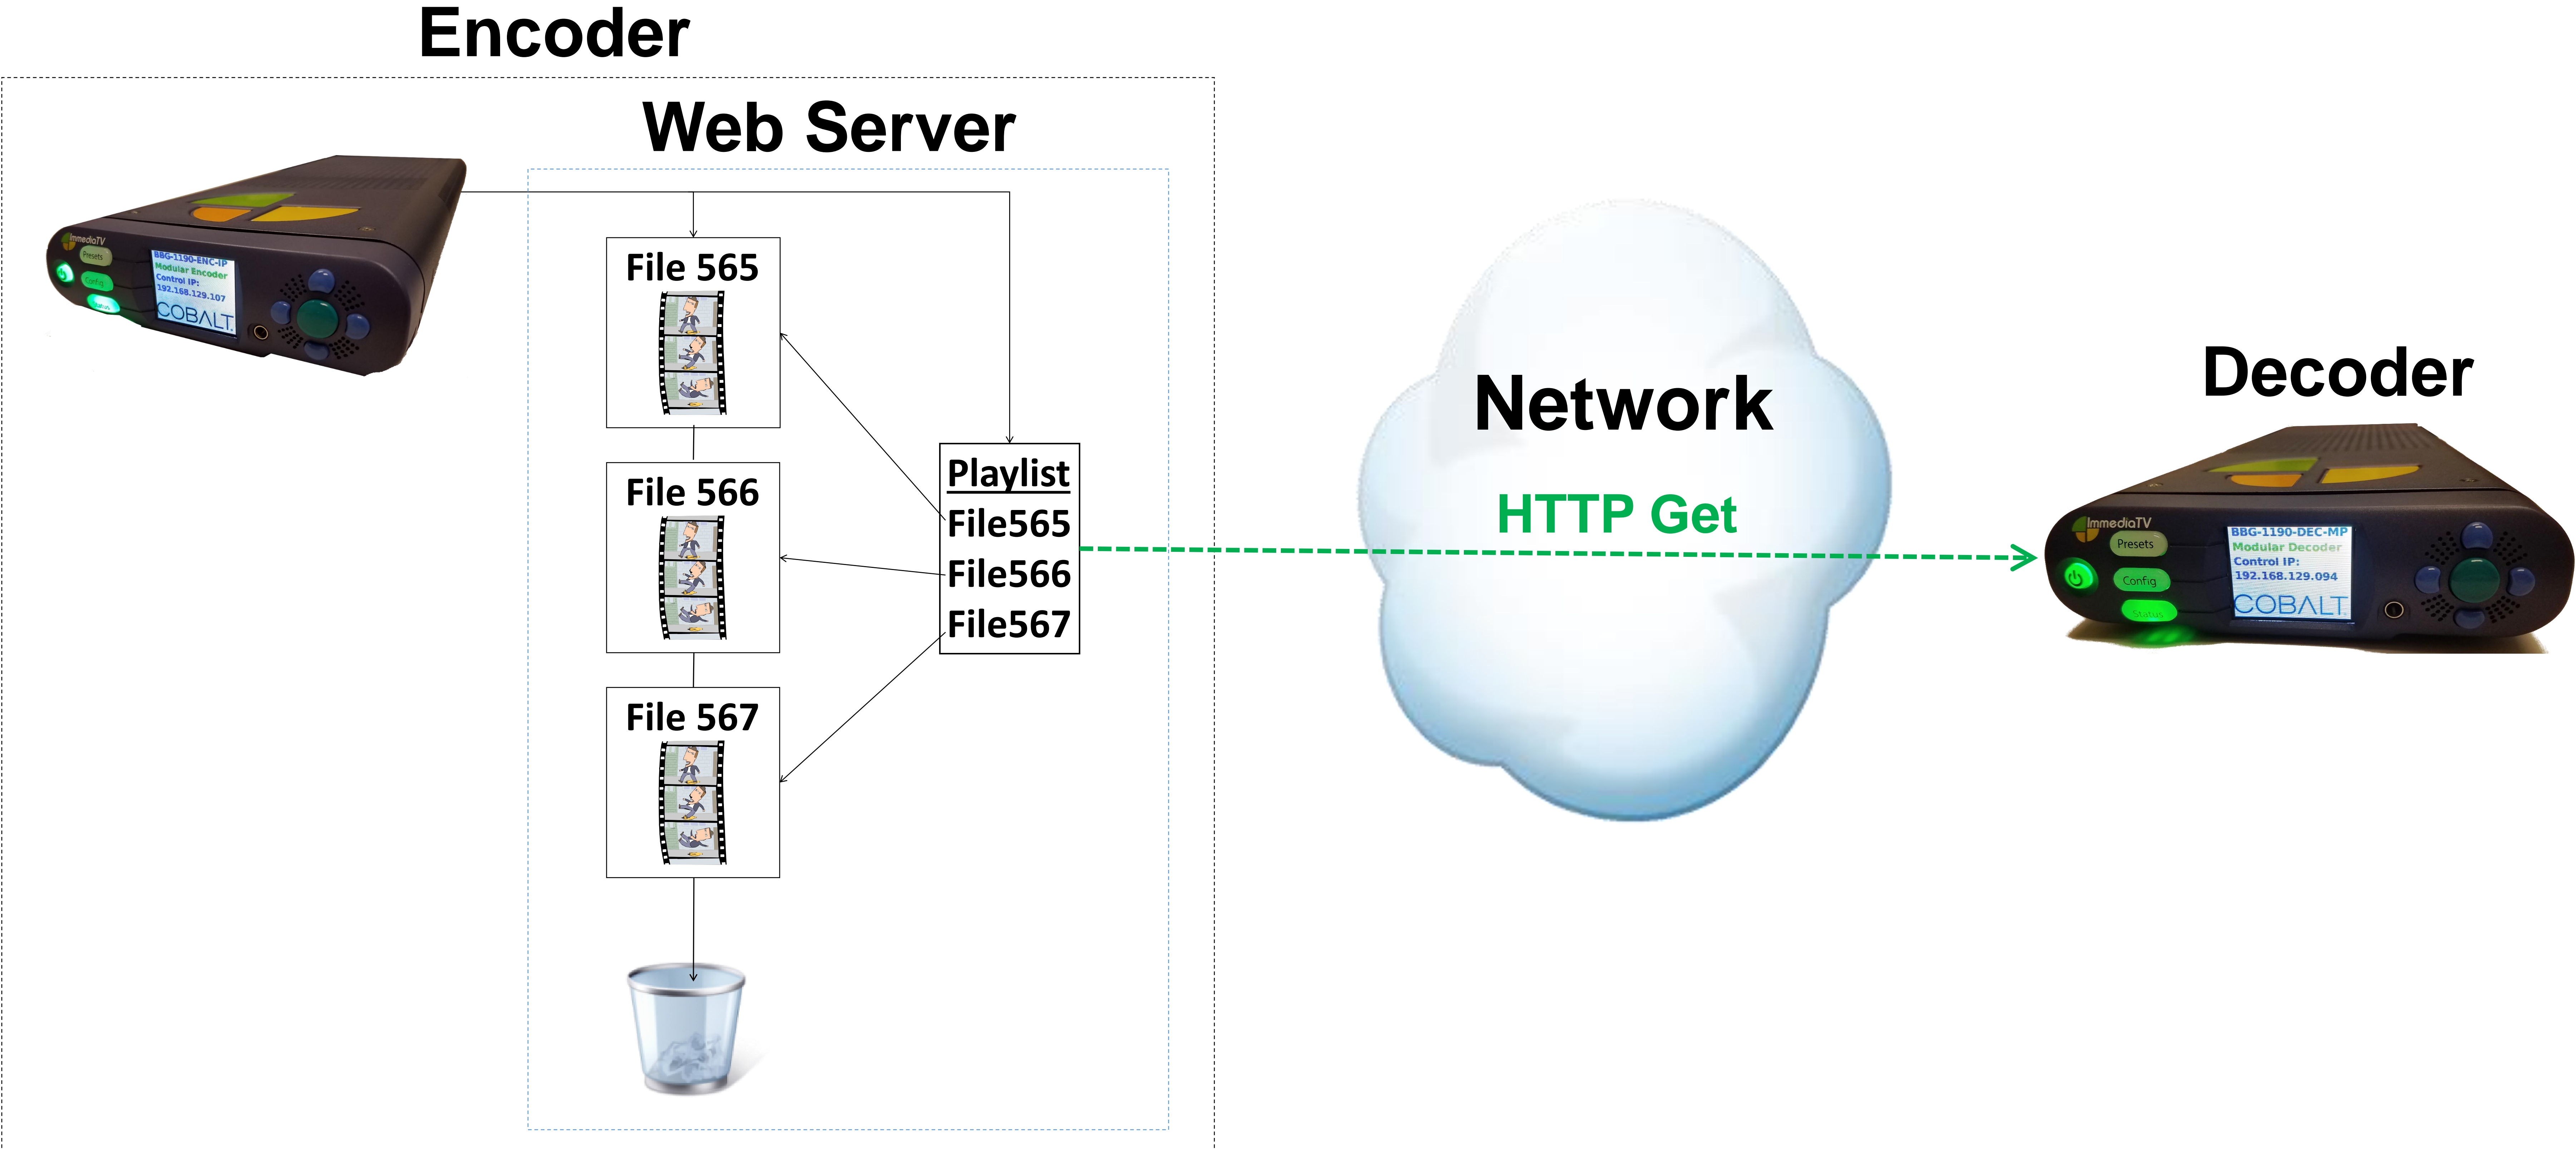 Encoder
Web Server
ImmediaTV
Presets
Config
Status
BBG-1190-ENC-IP
Modular Encoder
Control IP:
192.168.129.107
COBALT
File 565
File 566
File 567
Playlist
File565
File566
File567
Network
HTTP Get
Decoder
ImmediaTV
Presets
Config
Status
BBG-1190-DEC-MP
Modular Decoder
Control IP:
192.168.129.094
COBALT